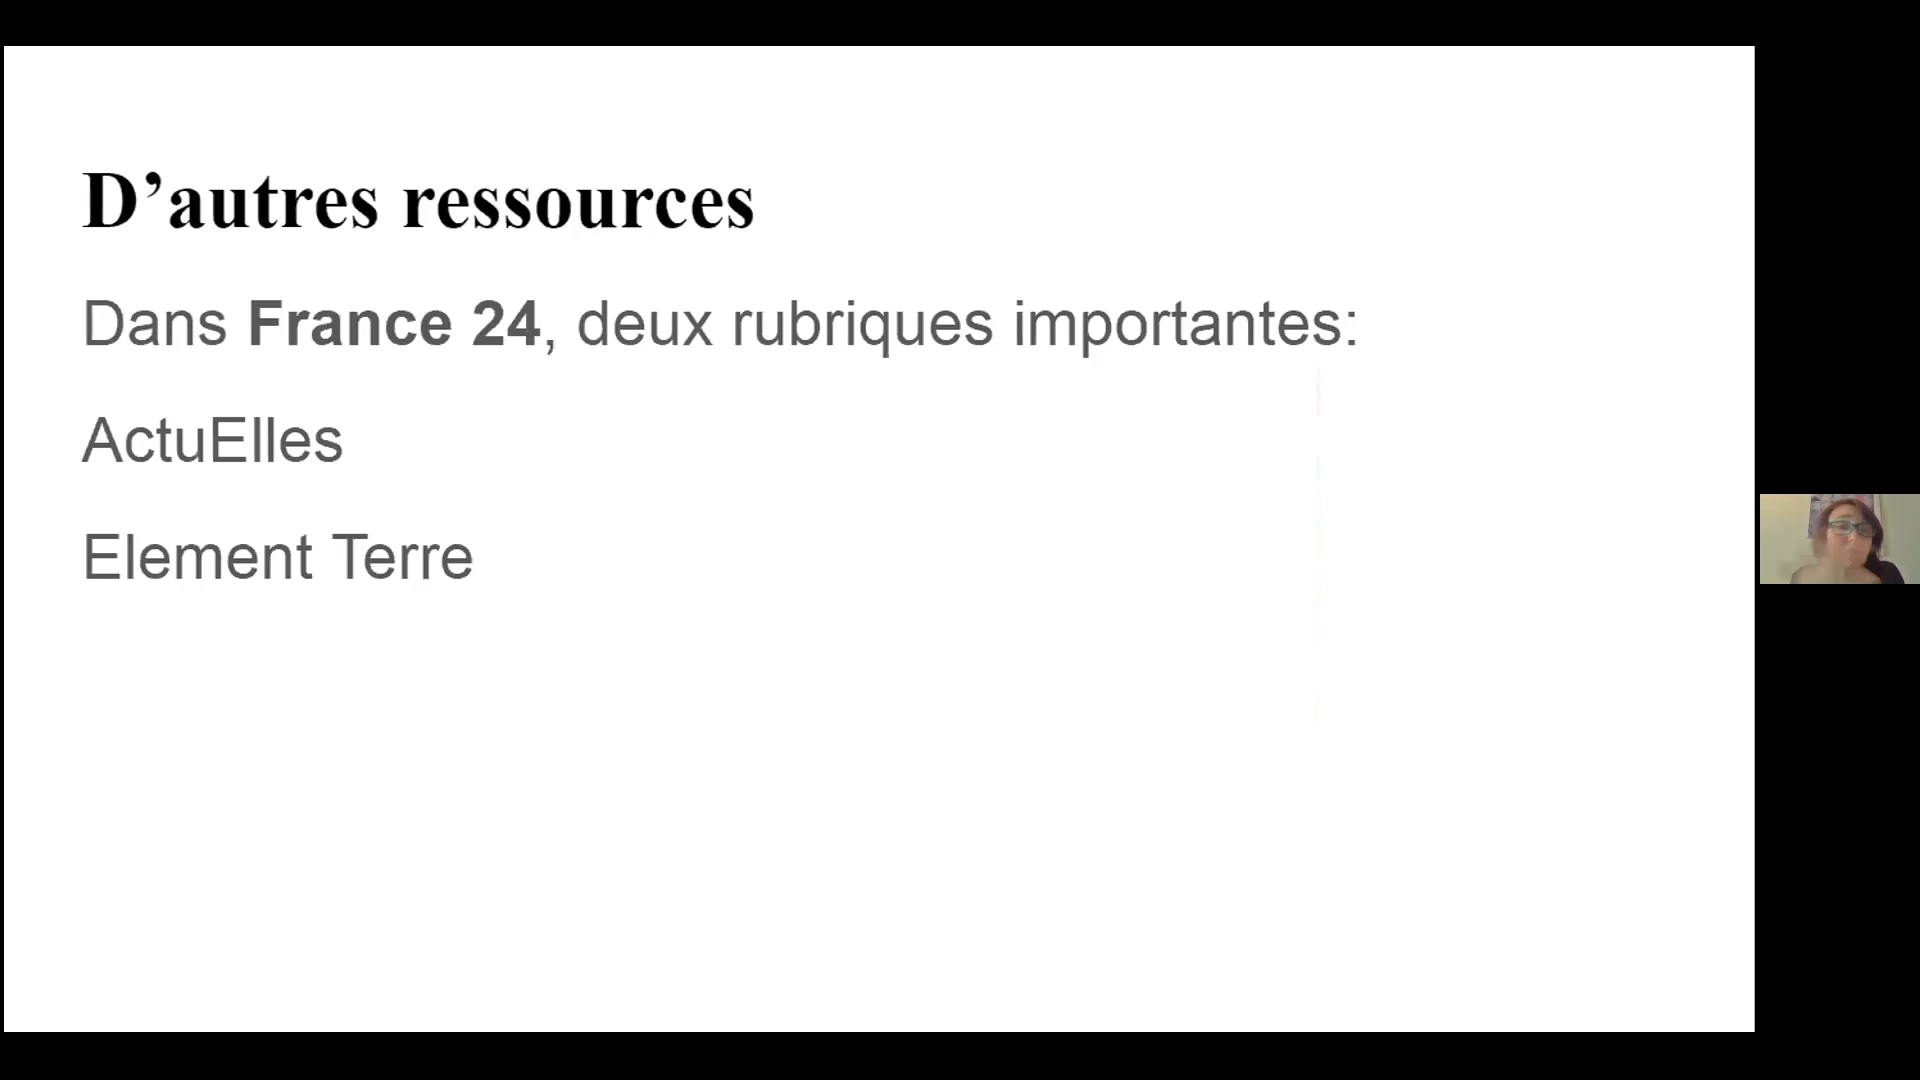 D’autres ressources
Dans France 24, deux rubriques importantes:
ActuElles
Element Terre